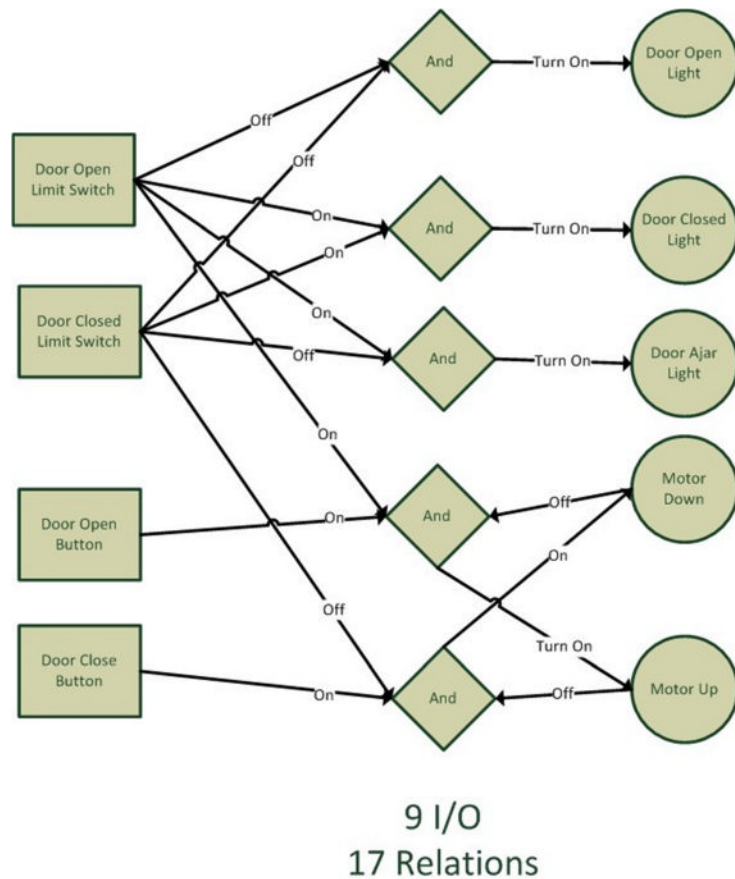 And
Turn On
Door Open
Light
Off
Door Open
Limit Switch
Off
On
And
Turn On
Door Closed
Light
On
Door Closed
Limit Switch
On
Off
And
Turn On
Door Ajar
Light
On
Motor
Down
Door Open
Button
On
And
Off
On
Off
Turn On
Door Close
Button
On
And
Off
Motor Up
9 I/O
17 Relations